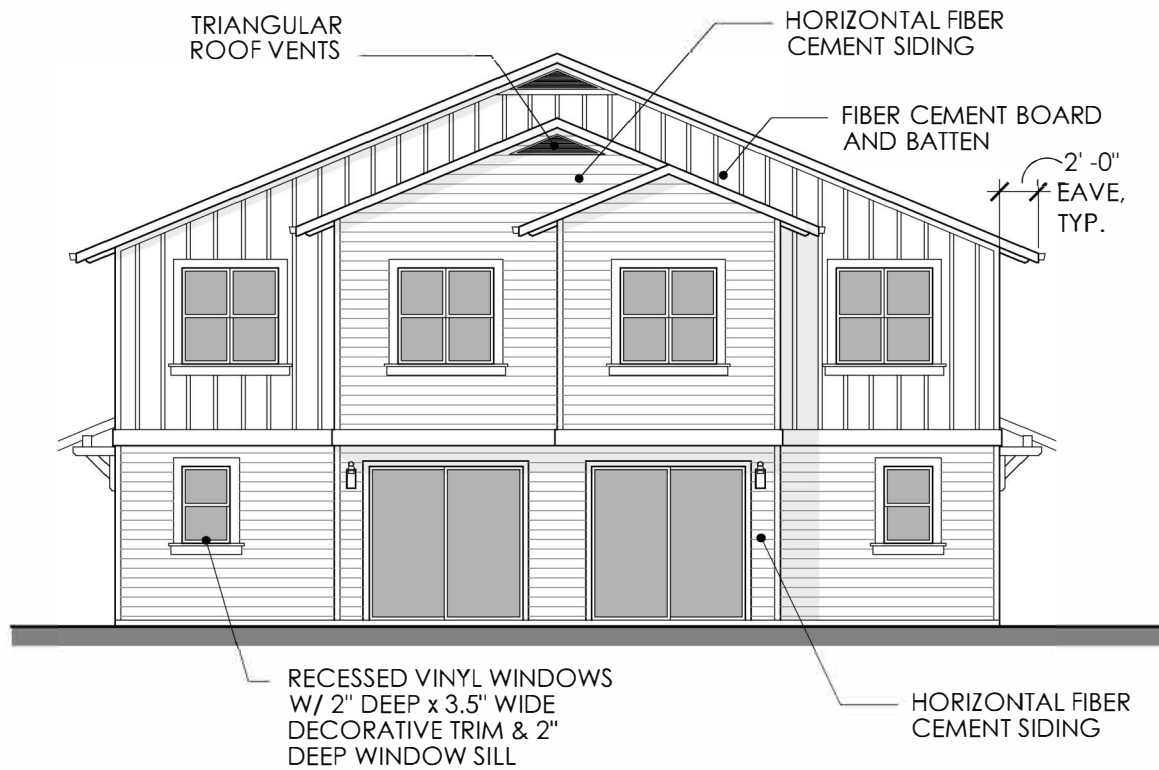 TRIANGULAR
ROOF VENTS
HORIZONTAL FIBER
CEMENT SIDING
FIBER CEMENT BOARD
AND BATTEN
2' -0"
EAVE,
TYP.
RECESSED VINYL WINDOWS
W/ 2" DEEP x 3.5" WIDE
DECORATIVE TRIM & 2"
DEEP WINDOW SILL
HORIZONTAL FIBER
CEMENT SIDING